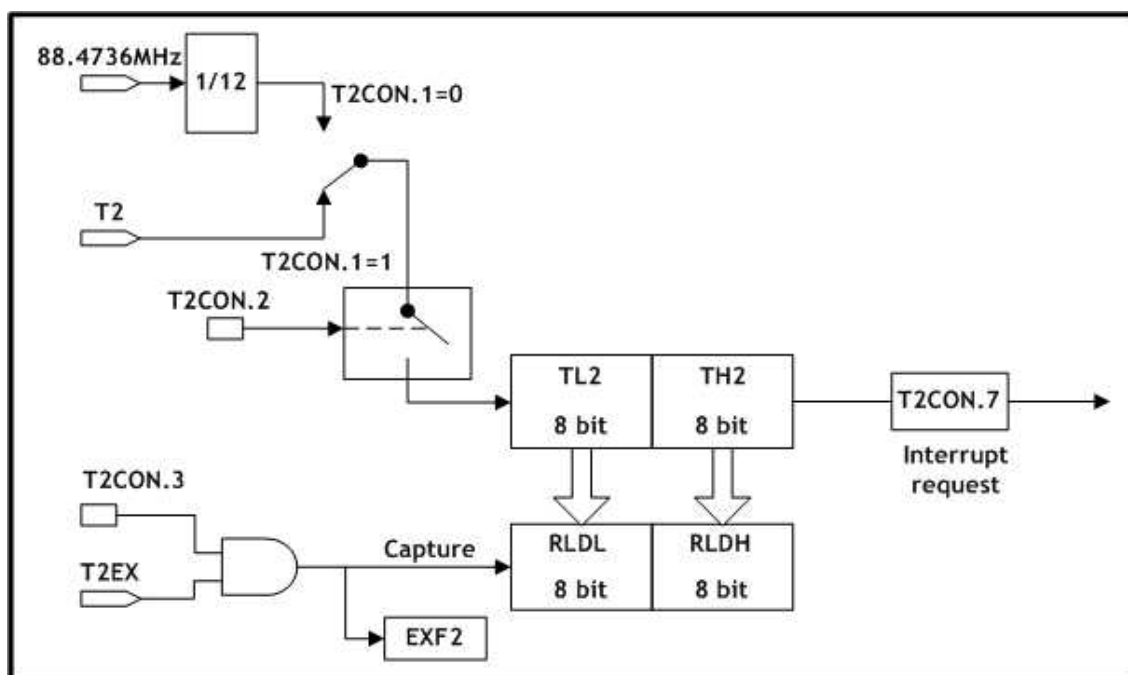 88.4736MHz
1/12
T2CON.1=0
T2
T2CON.1=1
T2CON.2
TL2
8 bit
TH2
8 bit
T2CON.7
Interrupt
request
T2CON.3
T2EX
Capture
RLDL
8 bit
RLDH
8 bit
EXF2